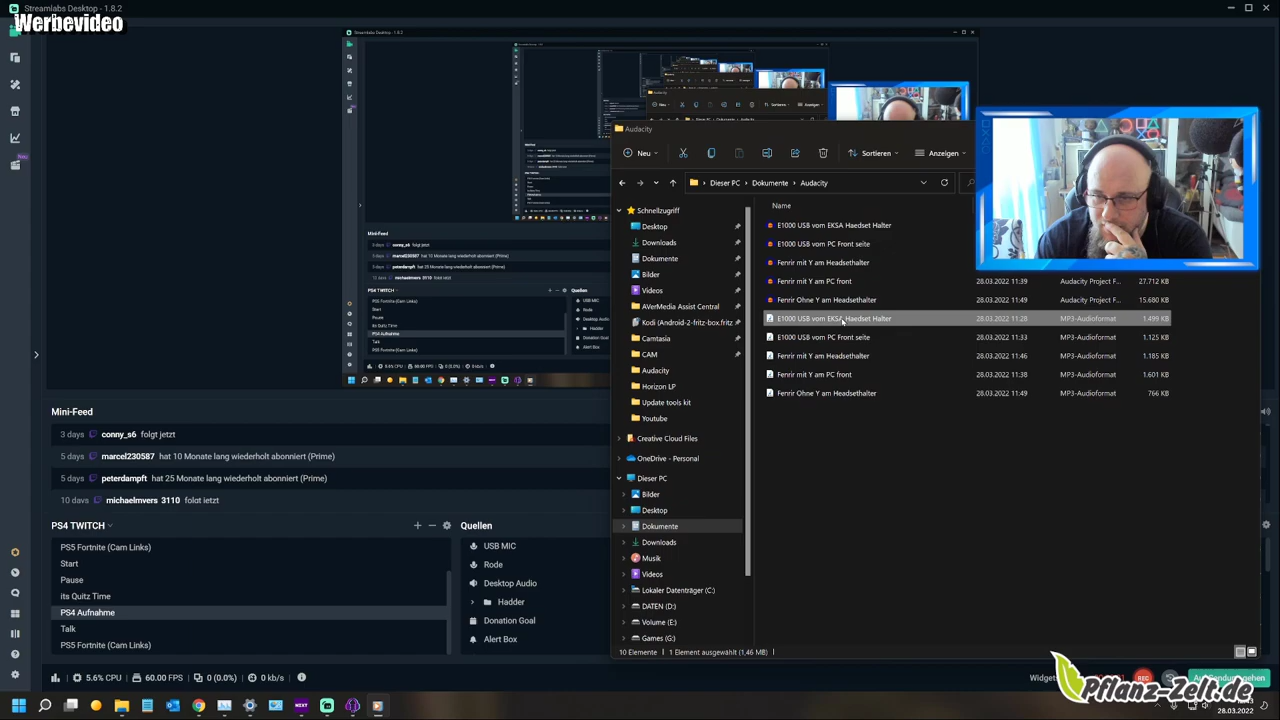 Streamlabs Desktop - 1.8.2
Werbevideo
Streamlabs Desktop - 1.8.2
Audacity
Neu
Sortieren
Anzeigen
Dieser PC
Dokumente
Audacity
Name
Schnellzugriff
Desktop
Downloads
Dokumente
Bilder
Videos
AVerMedia Assist Central
Kodi (Android-2-fritz-box.fritz
Camtasia
CAM
Audacity
Horizon LP
Update tools kit
Youtube
Creative Cloud Files
OneDrive - Personal
Dieser PC
Bilder
Desktop
Dokumente
Downloads
Musik
Videos
Lokaler Datenträger (C:)
DATEN (D:)
Volume (E:)
Games (G:)
E1000 USB vom EKSA Haedset Halter
E1000 USB vom PC Front seite
Fenrir mit Y am Headsethalter
Fenrir mit Y am PC front 28.03.2022 11:39 Audacity Project F... 27.712 KB
Fenrir Ohne Y am Headsethalter 28.03.2022 11:49 Audacity Project F... 15.680 KB
E1000 USB vom EKSA Haedset Halter 28.03.2022 11:28 MP3-Audioformat 1.499 KB
E1000 USB vom PC Front seite 28.03.2022 11:33 MP3-Audioformat 1.125 KB
Fenrir mit Y am Headsethalter 28.03.2022 11:46 MP3-Audioformat 1.185 KB
Fenrir mit Y am PC front 28.03.2022 11:38 MP3-Audioformat 1.601 KB
Fenrir Ohne Y am Headsethalter 28.03.2022 11:49 MP3-Audioformat 766 KB
10 Elemente 1 Element ausgewählt (1,46 MB)
Mini-Feed
3 days conny_s6 folgt jetzt
5 days marcel230587 hat 10 Monate lang wiederholt abonniert (Prime)
5 days peterdampft hat 25 Monate lang wiederholt abonniert (Prime)
10 days michaelmvers_3110 folgt jetzt
PS4 TWITCH
Quellen
PS5 Fortnite (Cam Links)
Start
Pause
its Quitz Time
PS4 Aufnahme
Talk
PS5 Fortnite (Cam Links)
USB MIC
Rode
Desktop Audio
Hadder
Donation Goal
Alert Box
5.6% CPU
60.00 FPS
0 (0.0%)
0 kb/s
REC
Pflanz-Zelt.de
28.03.2022